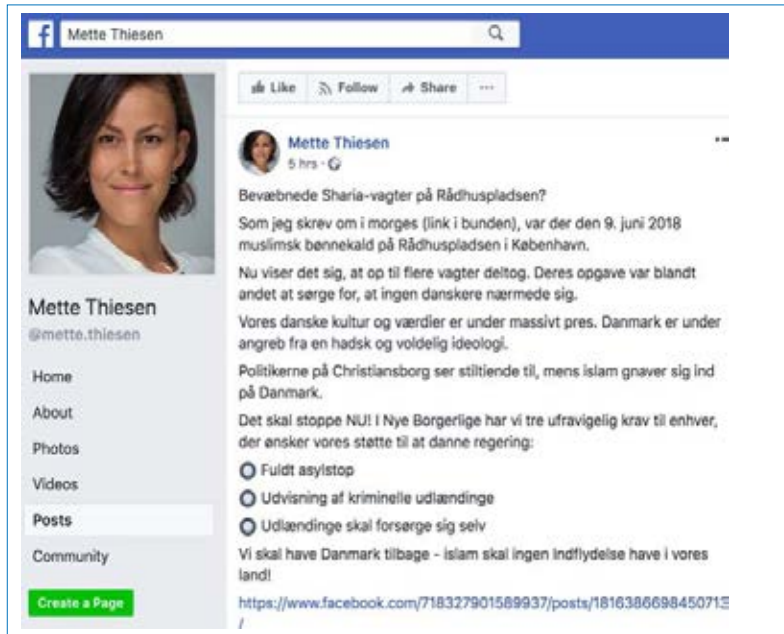 Mette Thiesen
Like Follow Share ...
Mette Thiesen
5 hrs ·
Bevæbnede Sharia-vagter på Rådhuspladsen?
Som jeg skrev om i morges (link i bunden), var der den 9. juni 2018
muslimsk bønnekald på Rådhuspladsen i København.
Nu viser det sig, at op til flere vagter deltog. Deres opgave var blandt
andet at sørge for, at ingen danskere nærmede sig.
Vores danske kultur og værdier er under massivt pres. Danmark er under
angreb fra en hadsk og voldelig ideologi.
Politikerne på Christiansborg ser stiltiende til, mens islam gnaver sig ind
på Danmark.
Det skal stoppe NU! I Nye Borgerlige har vi tre ufravigelig krav til enhver,
der ønsker vores støtte til at danne regering:
Fuldt asylstop
Udvisning af kriminelle udlændinge
Udlændinge skal forsørge sig selv
Vi skal have Danmark tilbage - islam skal ingen indflydelse have i vores
land!
https://www.facebook.com/718327901589937/posts/181638669845071
/
Mette Thiesen
@mette.thiesen
Home
About
Photos
Videos
Posts
Community
Create a Page